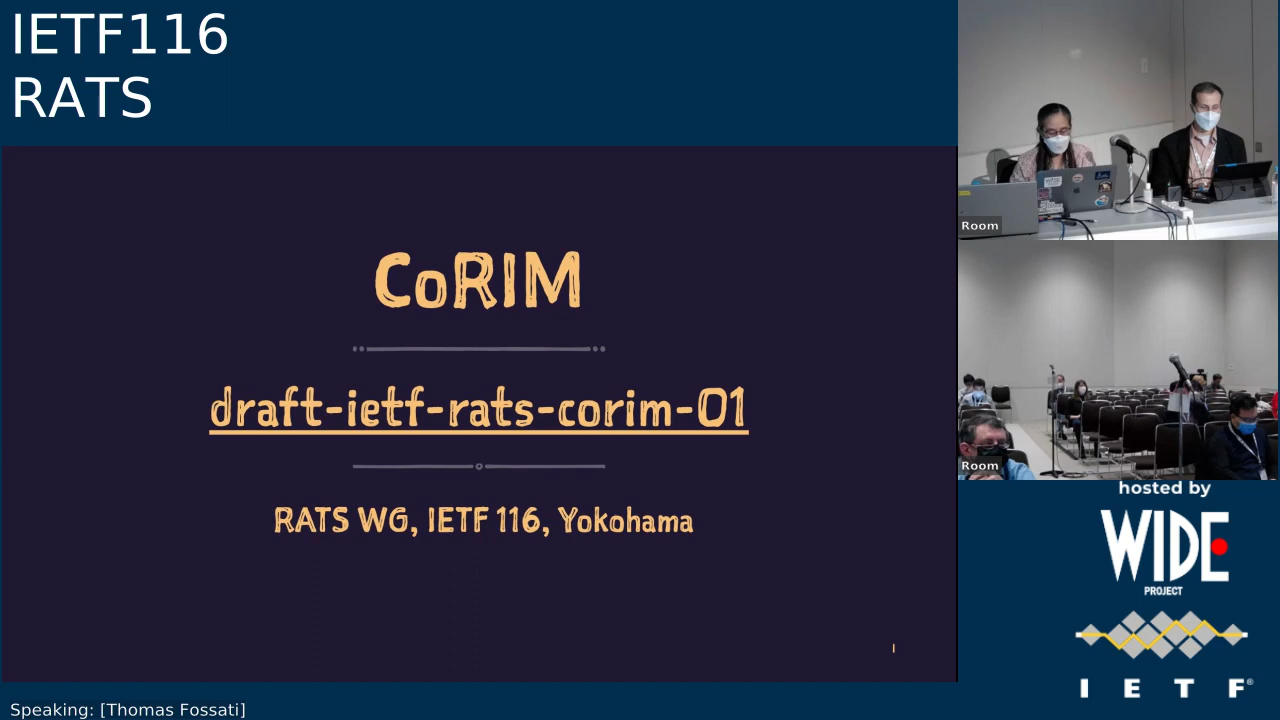 IETF116
RATS
CoRIM
draft-ietf-rats-corim-01
RATS WG, IETF 116, Yokohama
1
Speaking: [Thomas Fossati]
Room
Room
hosted by
WIDE
PROJECT
I E T F®